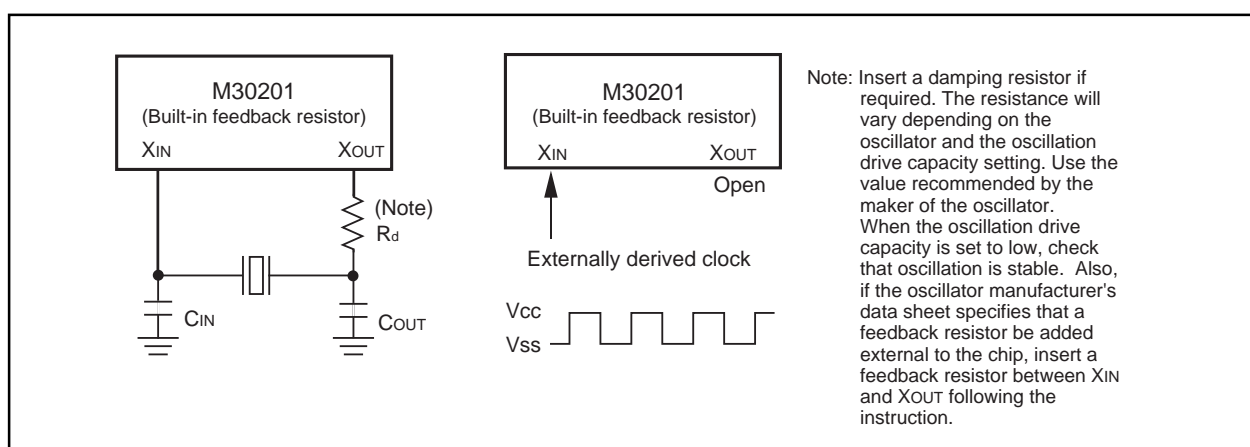 M30201
(Built-in feedback resistor)
XIN XOUT
(Note)
Rd
CIN
COUT
M30201
(Built-in feedback resistor)
XIN XOUT
Open
Externally derived clock
Vcc
Vss
Note: Insert a damping resistor if
required. The resistance will
vary depending on the
oscillator and the oscillation
drive capacity setting. Use the
value recommended by the
maker of the oscillator.
When the oscillation drive
capacity is set to low, check
that oscillation is stable. Also,
if the oscillator manufacturer's
data sheet specifies that a
feedback resistor be added
external to the chip, insert a
feedback resistor between XIN
and XOUT following the
instruction.